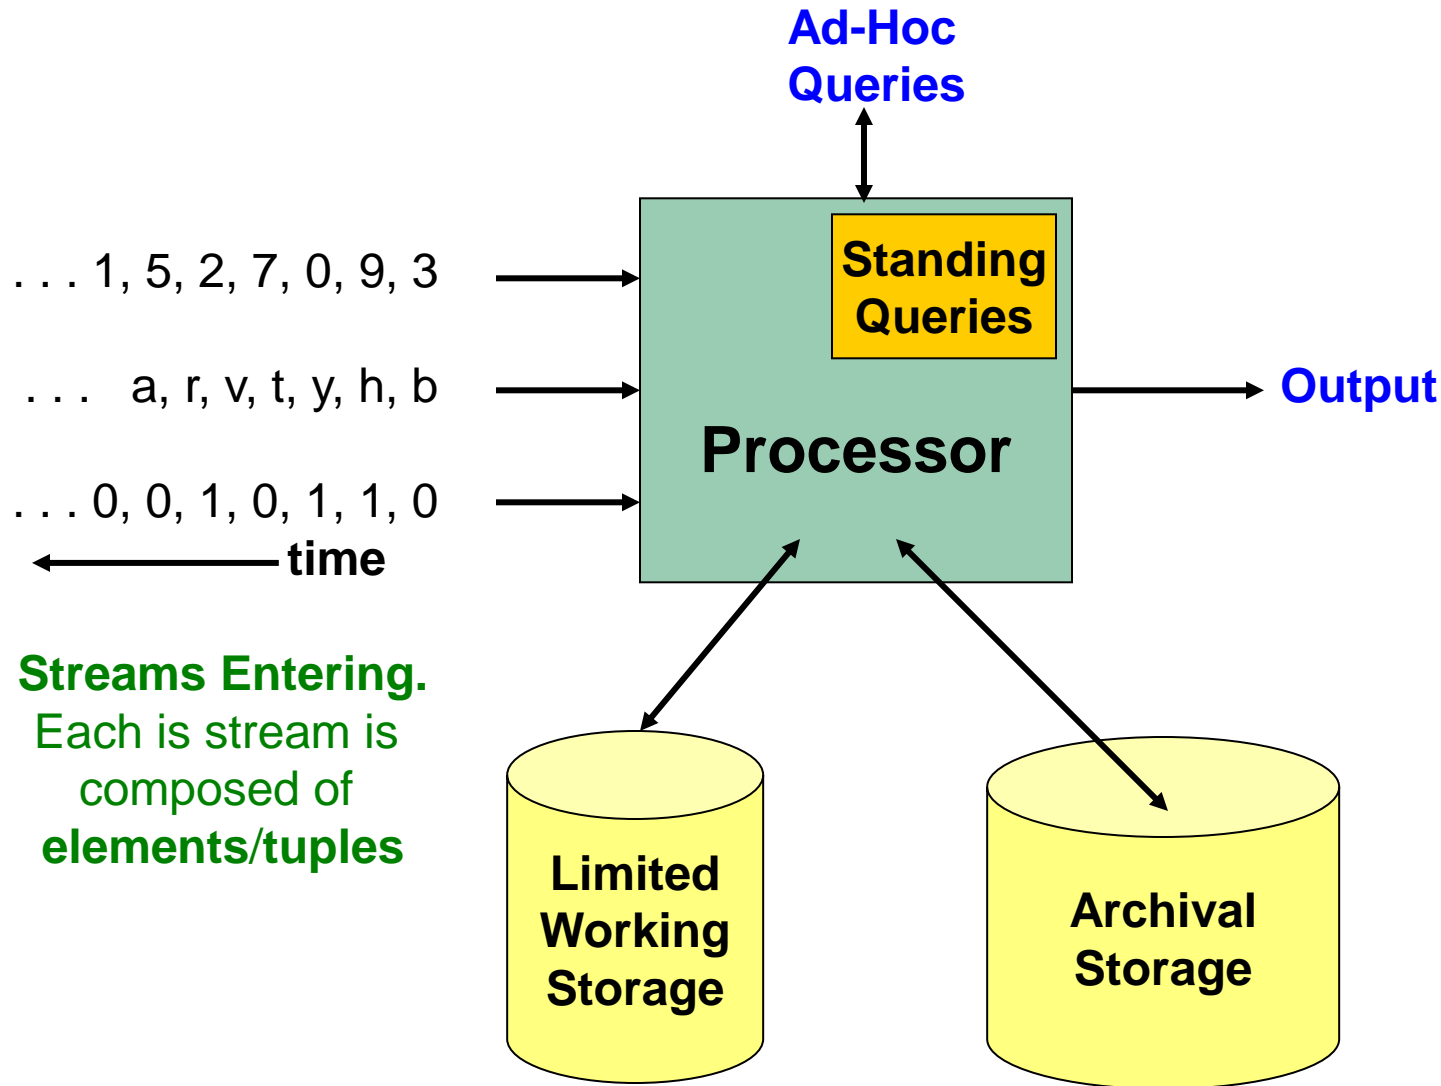 Ad-Hoc
Queries
Standing
Queries
. . . 1, 5, 2, 7, 0, 9, 3
. . . a, r, v, t, y, h, b
. . . 0, 0, 1, 0, 1, 1, 0
time
Processor
Output
Streams Entering.
Each is stream is
composed of
elements/tuples
Limited
Working
Storage
Archival
Storage